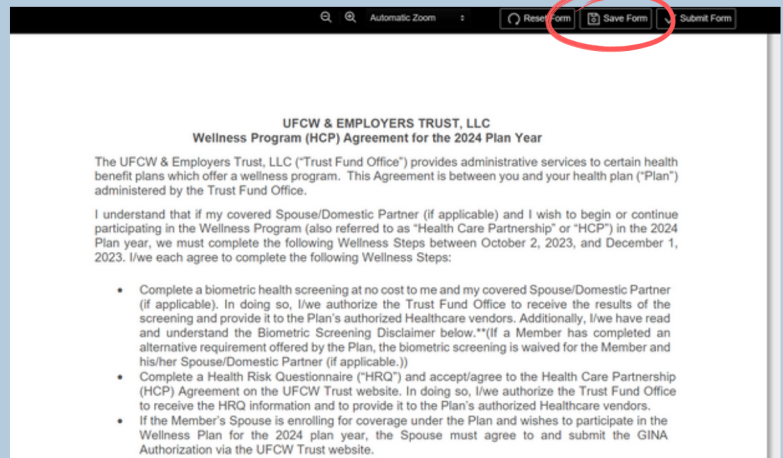 Automatic Zoom
Reset Form
Save Form
Submit Form
UFCW & EMPLOYERS TRUST, LLC
Wellness Program (HCP) Agreement for the 2024 Plan Year
The UFCW & Employers Trust, LLC (“Trust Fund Office”) provides administrative services to certain health
benefit plans which offer a wellness program. This Agreement is between you and your health plan (“Plan”)
administered by the Trust Fund Office.
I understand that if my covered Spouse/Domestic Partner (if applicable) and I wish to begin or continue
participating in the Wellness Program (also referred to as “Health Care Partnership” or “HCP”) in the 2024
Plan year, we must complete the following Wellness Steps between October 2, 2023, and December 1,
2023. I/we each agree to complete the following Wellness Steps:
• Complete a biometric health screening at no cost to me and my covered Spouse/Domestic Partner
(if applicable). In doing so, I/we authorize the Trust Fund Office to receive the results of the
screening and provide it to the Plan’s authorized Healthcare vendors. Additionally, I/we have read
and understand the Biometric Screening Disclaimer below.**(If a Member has completed an
alternative requirement offered by the Plan, the biometric screening is waived for the Member and
his/her Spouse/Domestic Partner (if applicable.))
• Complete a Health Risk Questionnaire (“HRQ”) and accept/agree to the Health Care Partnership
(HCP) Agreement on the UFCW Trust website. In doing so, I/we authorize the Trust Fund Office
to receive the HRQ information and to provide it to the Plan’s authorized Healthcare vendors.
• If the Member’s Spouse is enrolling for coverage under the Plan and wishes to participate in the
Wellness Plan for the 2024 plan year, the Spouse must agree to and submit the GINA
Authorization via the UFCW Trust website.